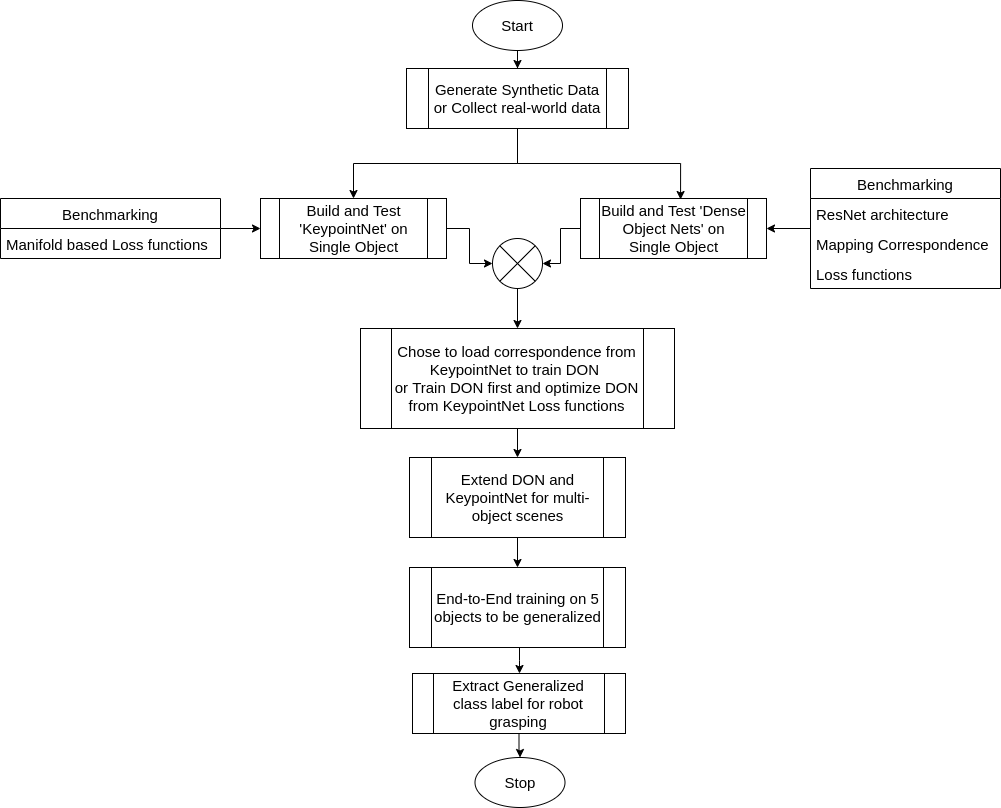 Start
Generate Synthetic Data
or Collect real-world data
Benchmarking
Manifold based Loss functions
Build and Test
'KeypointNet' on
Single Object
Build and Test 'Dense
Object Nets' on
Single Object
Benchmarking
ResNet architecture
Mapping Correspondence
Loss functions
Chose to load correspondence from
KeypointNet to train DON
or Train DON first and optimize DON
from KeypointNet Loss functions
Extend DON and
KeypointNet for multi-
object scenes
End-to-End training on 5
objects to be generalized
Extract Generalized
class label for robot
grasping
Stop